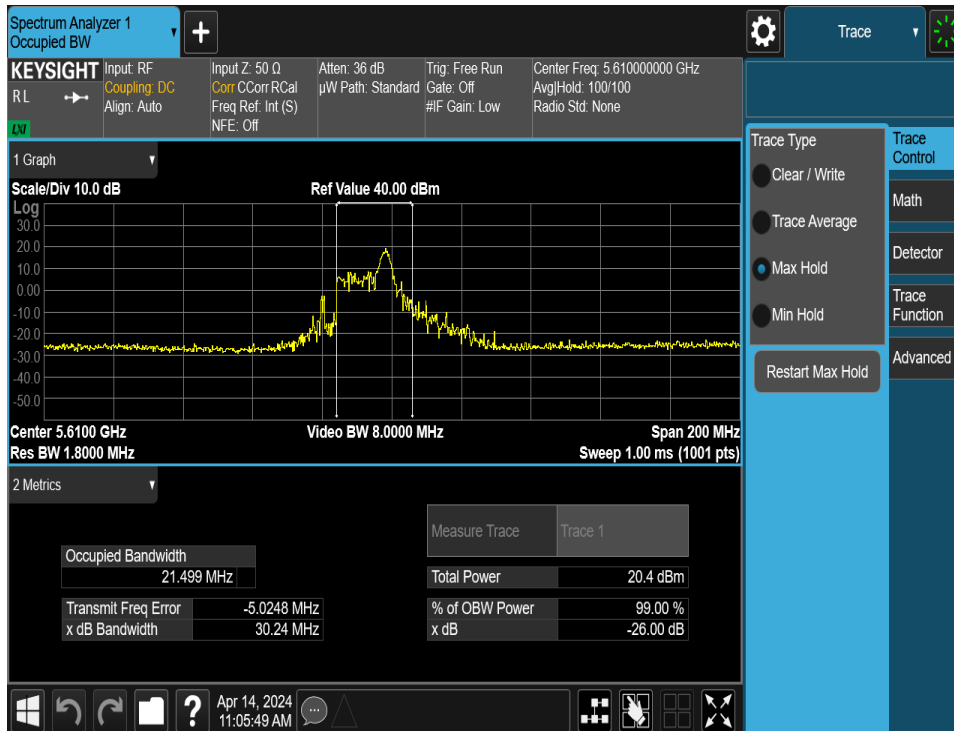 Spectrum Analyzer 1
Occupied BW
+
Trace
KEYSIGHT
R L
LXI
Input: RF
Coupling: DC
Align: Auto
Input Z: 50 Ω
Corr CCorr RCal
Freq Ref: Int (S)
NFE: Off
Atten: 36 dB
µW Path: Standard
Trig: Free Run
Gate: Off
#IF Gain: Low
Center Freq: 5.610000000 GHz
Avg|Hold: 100/100
Radio Std: None
1 Graph
Scale/Div 10.0 dB
Ref Value 40.00 dBm
Log
30.0
20.0
10.0
0.00
-10.0
-20.0
-30.0
-40.0
-50.0
Center 5.6100 GHz
Video BW 8.0000 MHz
Span 200 MHz
Res BW 1.8000 MHz
Sweep 1.00 ms (1001 pts)
2 Metrics
Measure Trace
Trace 1
Occupied Bandwidth
21.499 MHz
Total Power
20.4 dBm
Transmit Freq Error
-5.0248 MHz
% of OBW Power
99.00 %
x dB Bandwidth
30.24 MHz
x dB
-26.00 dB
?
Apr 14, 2024
11:05:49 AM
Trace Type
Clear / Write
Trace Average
Max Hold
Min Hold
Restart Max Hold
Trace
Control
Math
Detector
Trace
Function
Advanced